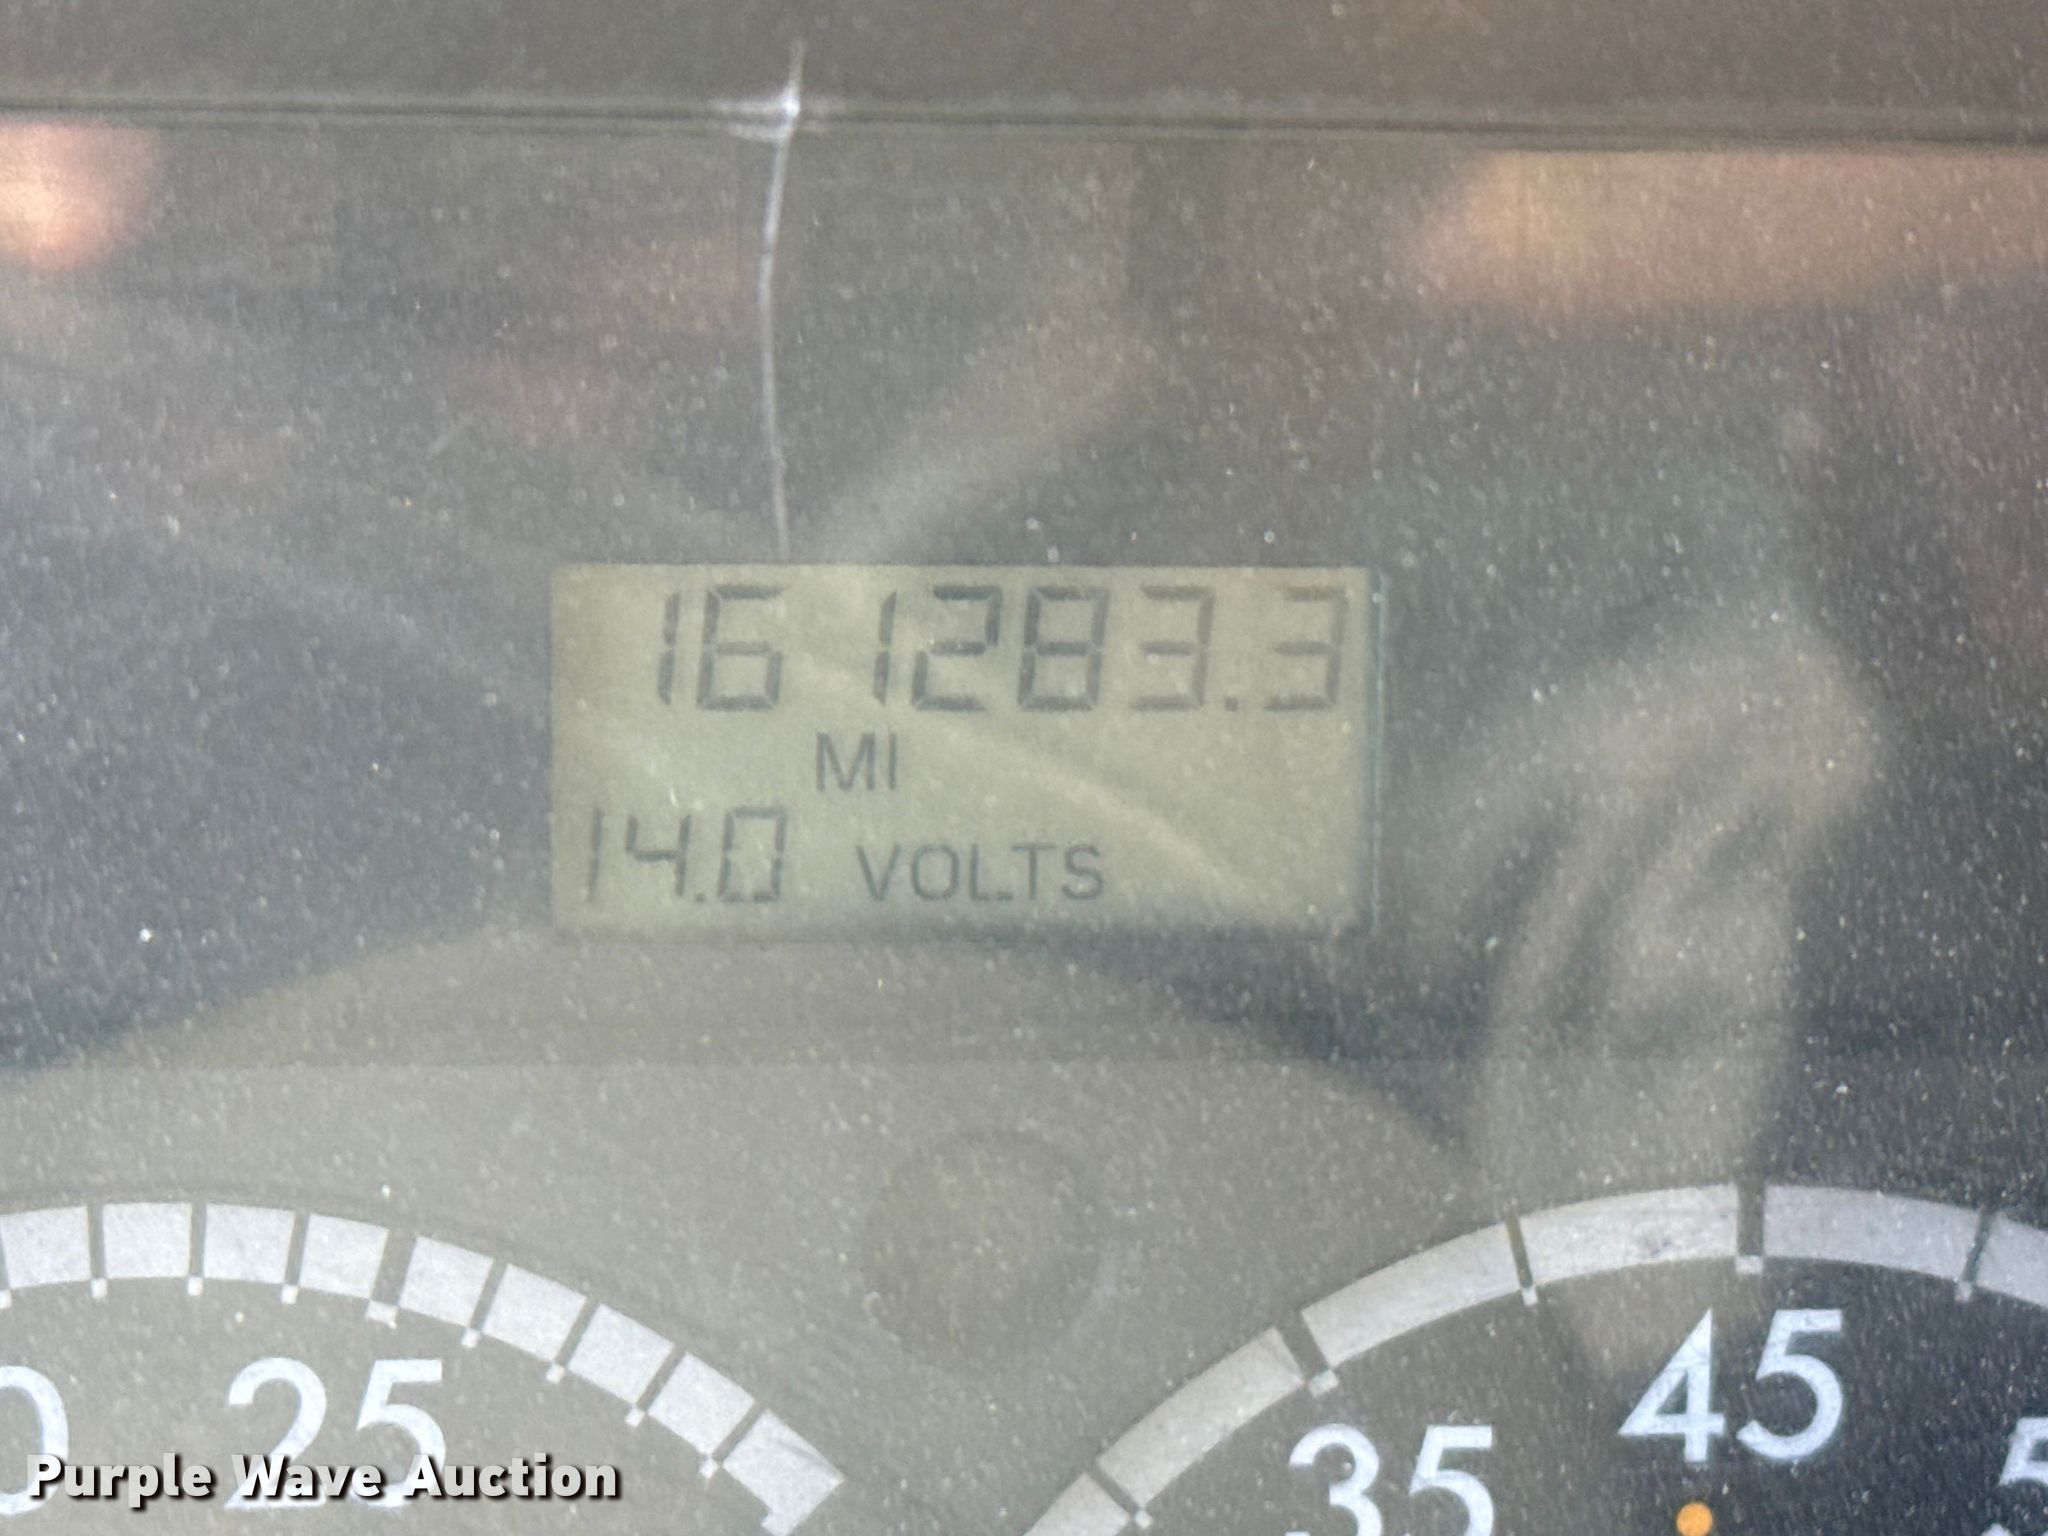 161283.3
MI
14.0 VOLTS
25
45
35
Purple Wave Auction